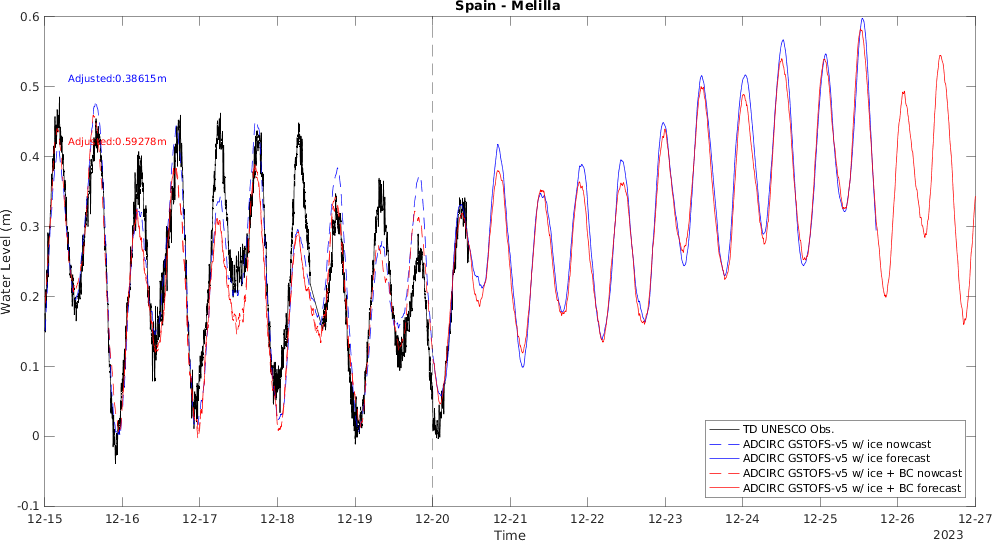 Spain - Melilla
0.6
0.5
0.4
0.3
0.2
0.1
0
-0.1
Water Level (m)
Adjusted:0.38615m
Adjusted:0.59278m
TD UNESCO Obs.
ADCIRC GSTOFS-v5 w/ ice nowcast
ADCIRC GSTOFS-v5 w/ ice forecast
ADCIRC GSTOFS-v5 w/ ice + BC nowcast
ADCIRC GSTOFS-v5 w/ ice + BC forecast
12-15 12-16 12-17 12-18 12-19 12-20 12-21 12-22 12-23 12-24 12-25 12-26 12-27
Time
2023